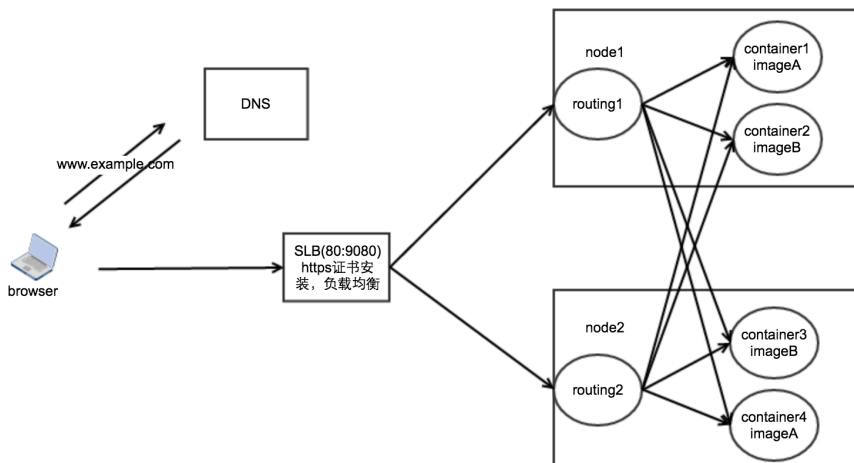 DNS
www.example.com
browser
SLB(80:9080)
https证书安
装，负载均衡
node1
routing1
container1
imageA
container2
imageB
node2
routing2
container3
imageB
container4
imageA